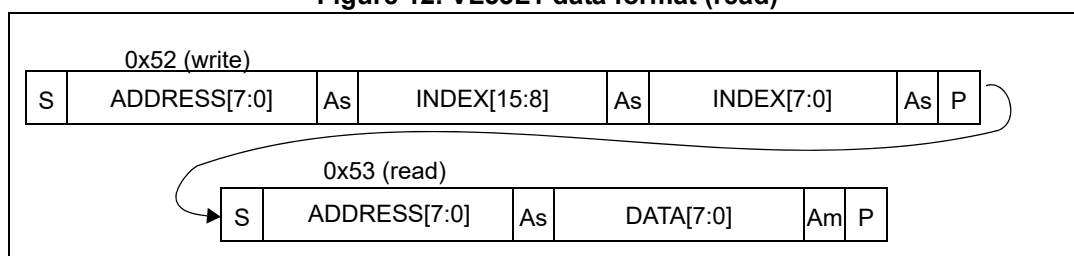 Figure 12. VL53L1 data format (read)
0x52 (write)
S ADDRESS[7:0] As INDEX[15:8] As INDEX[7:0] As P
0x53 (read)
S ADDRESS[7:0] As DATA[7:0] Am P